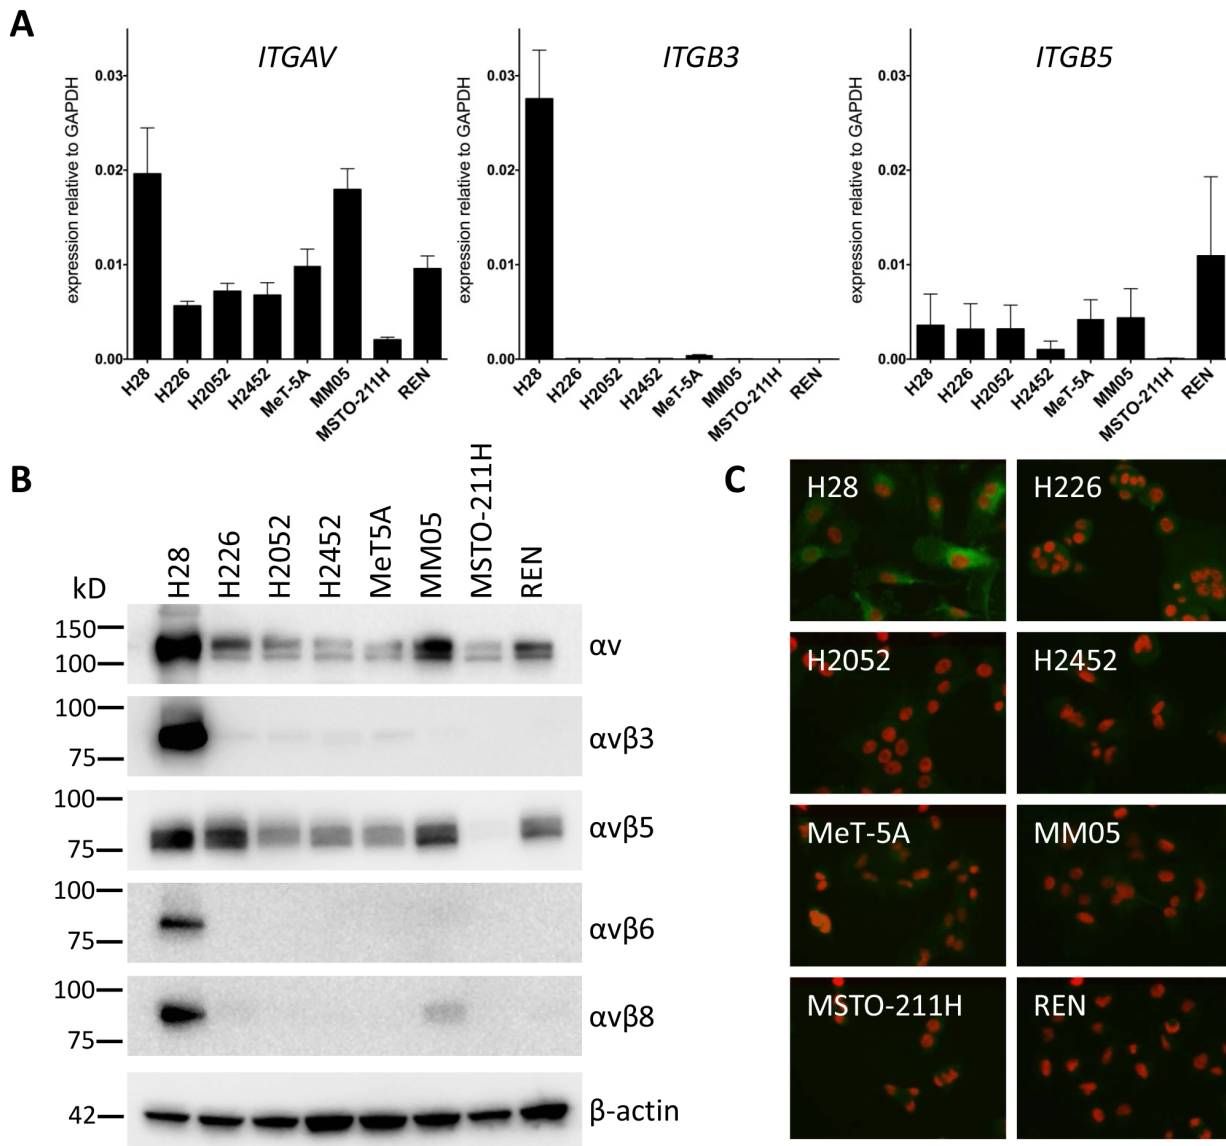 A
ITGAV
expression relative to GAPDH
0.03
0.02
0.01
0.00
H28
H226
H2052
H2452
MeT-5A
MM05
MSTO-211H
REN
ITGB3
expression relative to GAPDH
0.03
0.02
0.01
0.00
H28
H226
H2052
H2452
MeT-5A
MM05
MSTO-211H
REN
ITGB5
expression relative to GAPDH
0.03
0.02
0.01
0.00
H28
H226
H2052
H2452
MeT-5A
MM05
MSTO-211H
REN
B
kD
H28
H226
H2052
H2452
MeT5A
MM05
MSTO-211H
REN
150
100
αv
100
75
αvβ3
100
75
αvβ5
100
75
αvβ6
100
75
αvβ8
42
β-actin
C
H28
H226
H2052
H2452
MeT-5A
MM05
MSTO-211H
REN